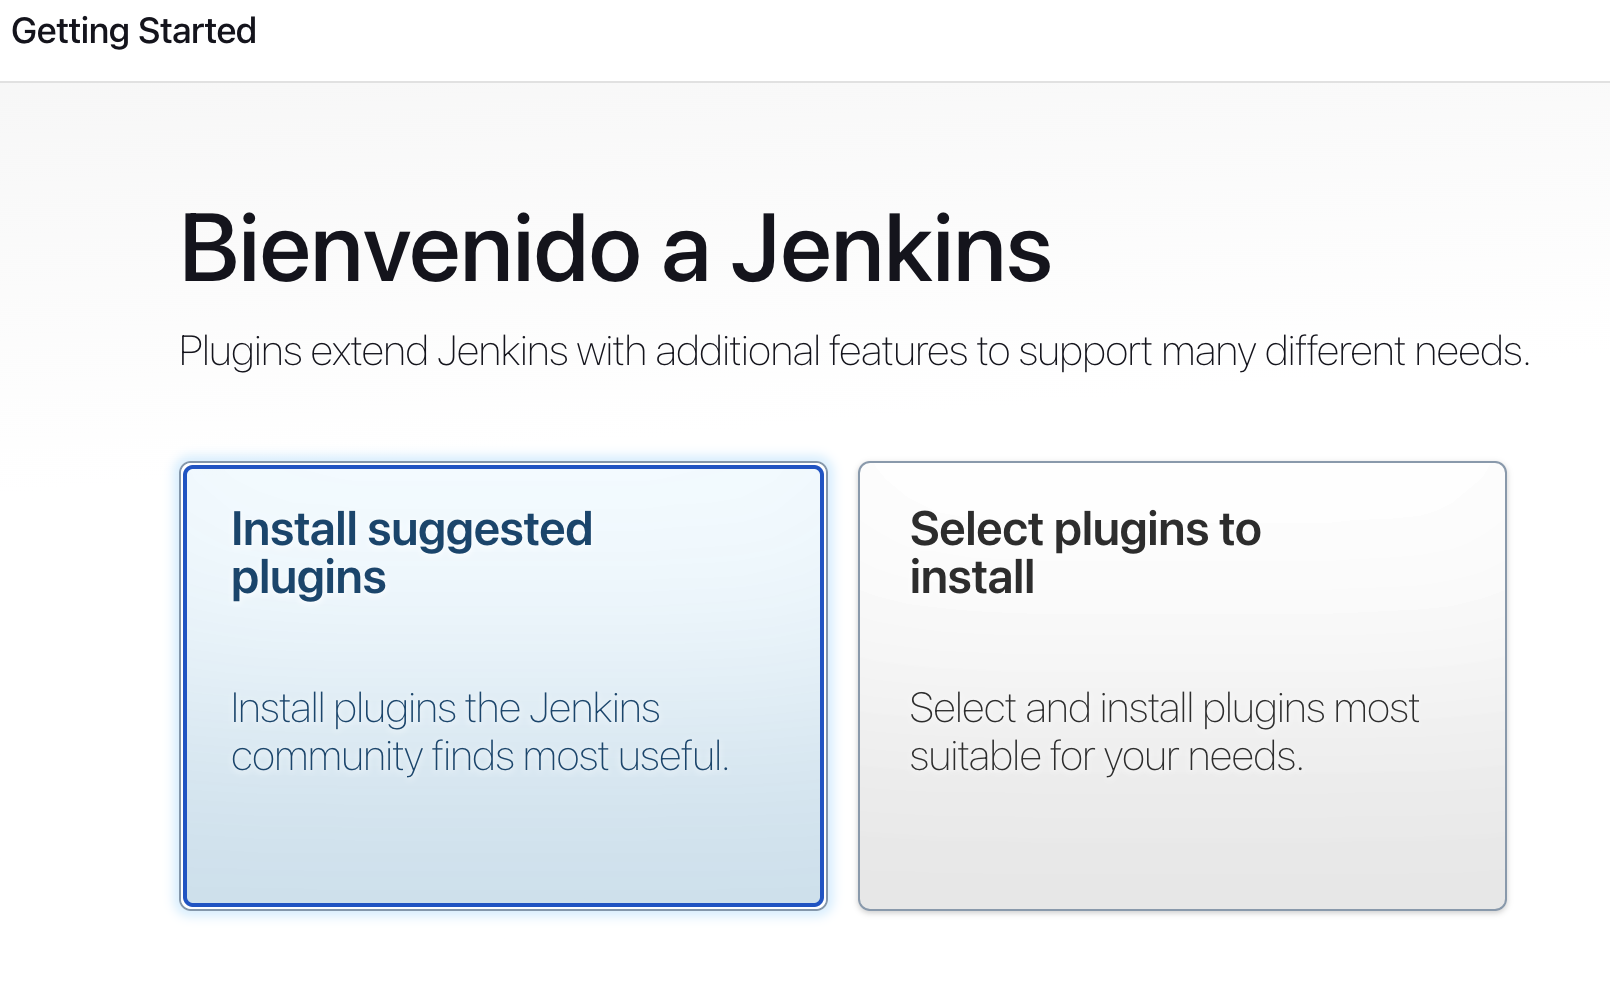 Getting Started
Bienvenido a Jenkins
Plugins extend Jenkins with additional features to support many different needs.
Install suggested
plugins
Install plugins the Jenkins
community finds most useful.
Select plugins to
install
Select and install plugins most
suitable for your needs.